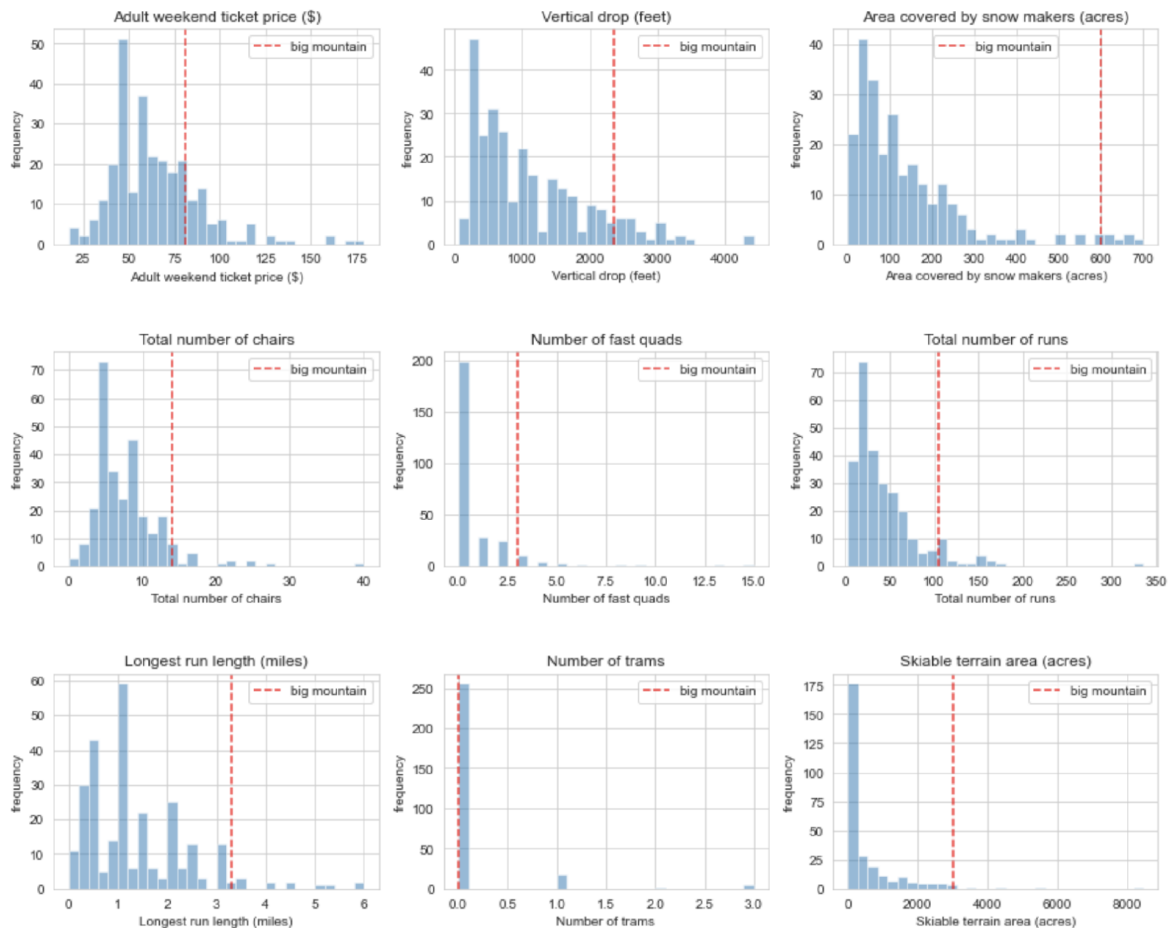 Adult weekend ticket price ($)
big mountain
frequency
50
40
30
20
10
0
25 50 75 100 125 150 175
Adult weekend ticket price ($)
Vertical drop (feet)
big mountain
frequency
40
30
20
10
0
0 1000 2000 3000 4000
Vertical drop (feet)
Area covered by snow makers (acres)
big mountain
frequency
40
30
20
10
0
0 100 200 300 400 500 600 700
Area covered by snow makers (acres)
Total number of chairs
big mountain
frequency
70
60
50
40
30
20
10
0
0 10 20 30 40
Total number of chairs
Number of fast quads
big mountain
frequency
200
150
100
50
0
0.0 2.5 5.0 7.5 10.0 12.5 15.0
Number of fast quads
Total number of runs
big mountain
frequency
70
60
50
40
30
20
10
0
0 50 100 150 200 250 300 350
Total number of runs
Longest run length (miles)
big mountain
frequency
60
50
40
30
20
10
0
0 1 2 3 4 5 6
Longest run length (miles)
Number of trams
big mountain
frequency
250
200
150
100
50
0
0.0 0.5 1.0 1.5 2.0 2.5 3.0
Number of trams
Skiable terrain area (acres)
big mountain
frequency
175
150
125
100
75
50
25
0
0 2000 4000 6000 8000
Skiable terrain area (acres)